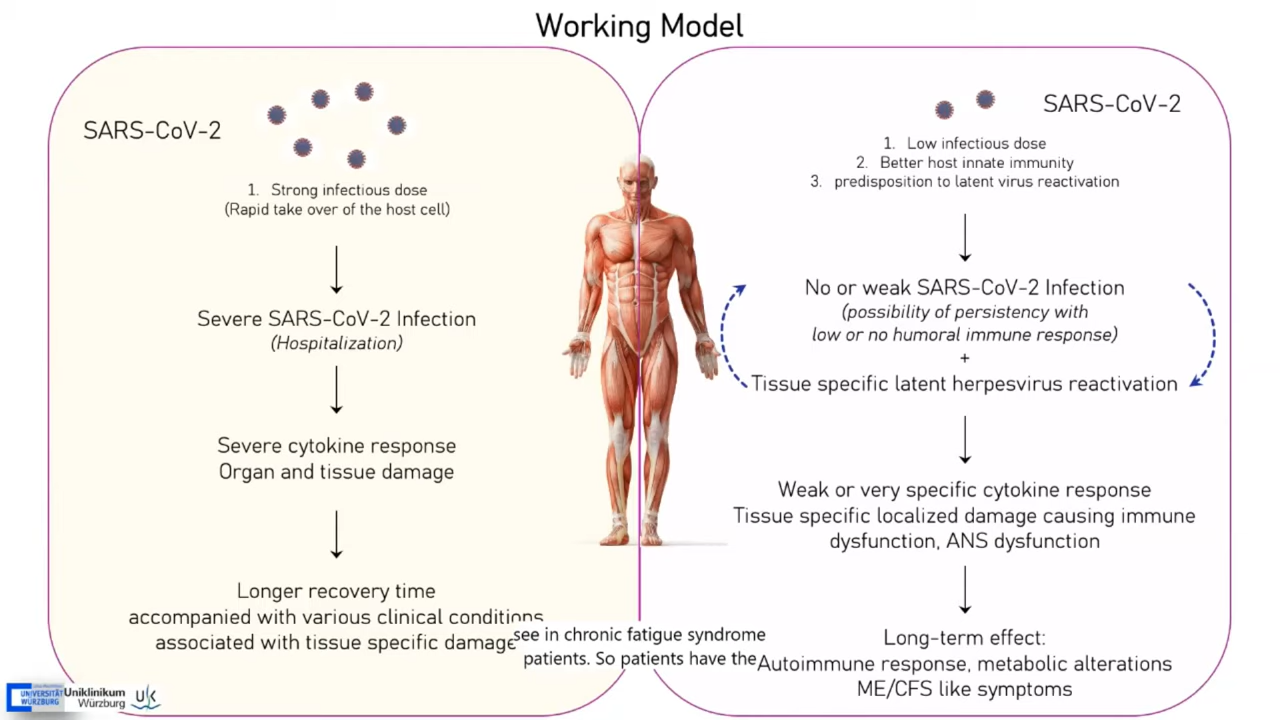 Working Model
SARS-CoV-2
1. Strong infectious dose
(Rapid take over of the host cell)
Severe SARS-CoV-2 Infection
(Hospitalization)
Severe cytokine response
Organ and tissue damage
Longer recovery time
accompanied with various clinical conditions
associated with tissue specific damage
SARS-CoV-2
1. Low infectious dose
2. Better host innate immunity
3. predisposition to latent virus reactivation
No or weak SARS-CoV-2 Infection
(possibility of persistency with
low or no humoral immune response)
+
Tissue specific latent herpesvirus reactivation
Weak or very specific cytokine response
Tissue specific localized damage causing immune
dysfunction, ANS dysfunction
Long-term effect:
Autoimmune response, metabolic alterations
ME/CFS like symptoms
see in chronic fatigue syndrome
patients. So patients have the
UNIVERSITÄT
WÜRZBURG
Uniklinikum
Würzburg
UK